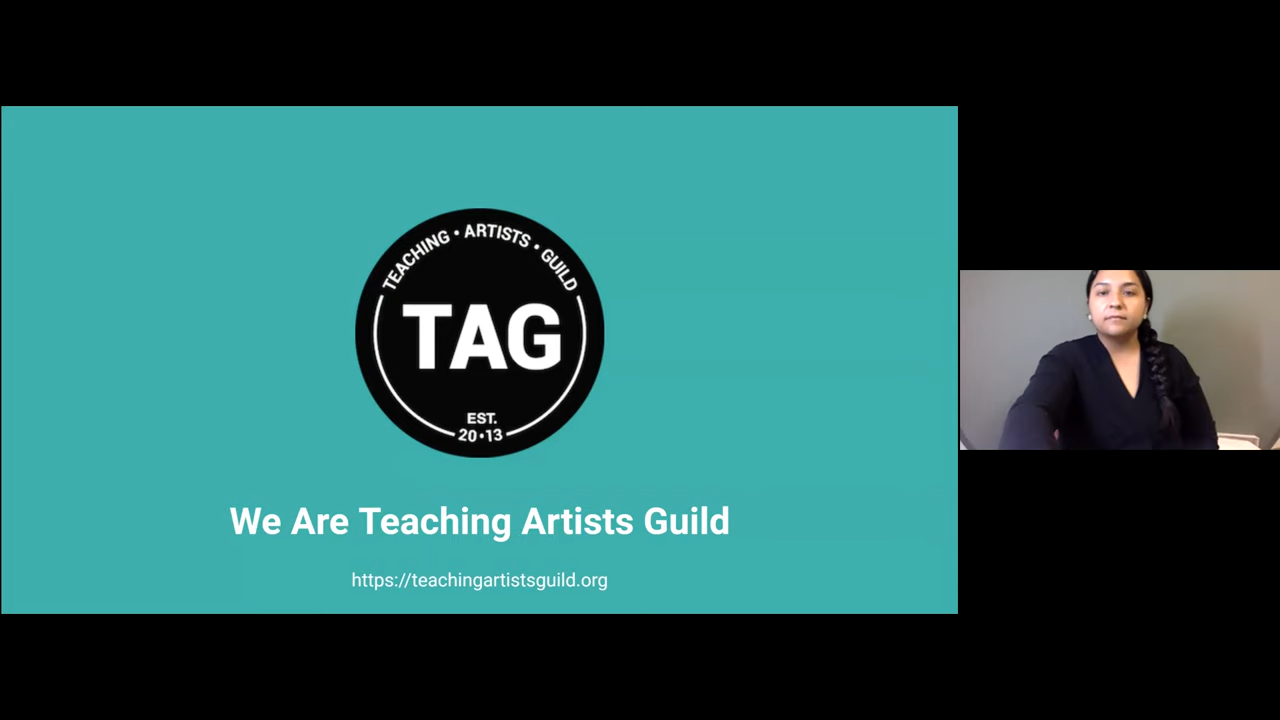 TEACHING • ARTISTS • GUILD
TAG
EST.
20•13
We Are Teaching Artists Guild
https://teachingartistsguild.org